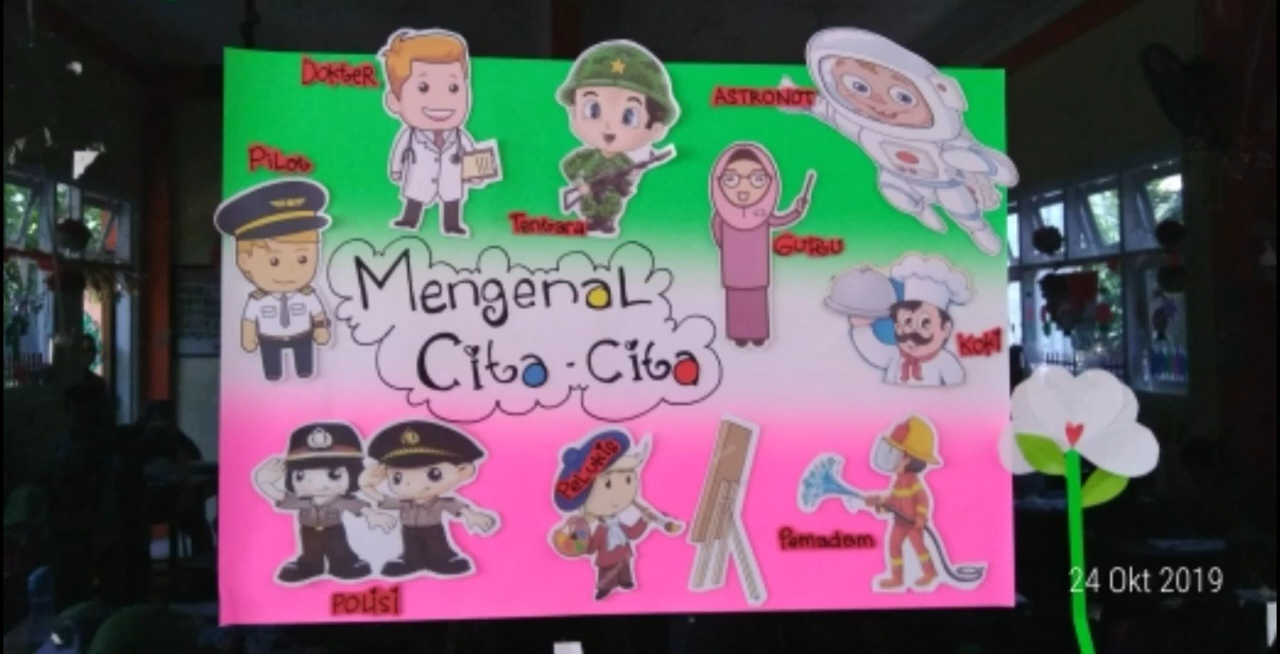 Dokter
ASTRONOT
Pilot
Tentara
Guru
Mengenal
Cita-Cita
Koki
Pelukis
Pemadam
POLISI
24 Okt 2019